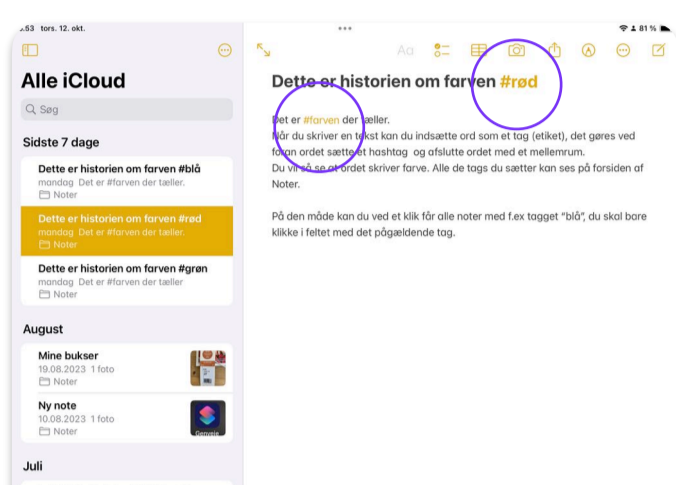 .53 tors. 12. okt.
81 %
Aa
Alle iCloud
Søg
Sidste 7 dage
Dette er historien om farven #blå
mandag Det er #farven der tæller.
Noter
Dette er historien om farven #rød
mandag Det er #farven der tæller.
Noter
Dette er historien om farven #grøn
mandag Det er #farven der tæller
Noter
August
Mine bukser
19.08.2023 1 foto
Noter
Ny note
10.08.2023 1 foto
Noter
Genveje
Juli
Dette er historien om farven #rød
Det er #farven der tæller.
Når du skriver en tekst kan du indsætte ord som et tag (etiket), det gøres ved
foran ordet sætte et hashtag og afslutte ordet med et mellemrum.
Du vil så se at ordet skriver farve. Alle de tags du sætter kan ses på forsiden af
Noter.
På den måde kan du ved et klik får alle noter med f.ex tagget "blå", du skal bare
klikke i feltet med det pågældende tag.